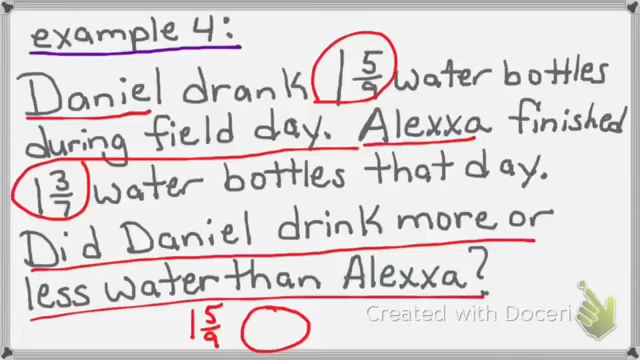 example 4:
Daniel drank 1 5/9 water bottles
during field day. Alexxa finished
1 3/7 water bottles that day.
Did Daniel drink more or
less water than Alexxa?
1 5/9
Created with Doceri